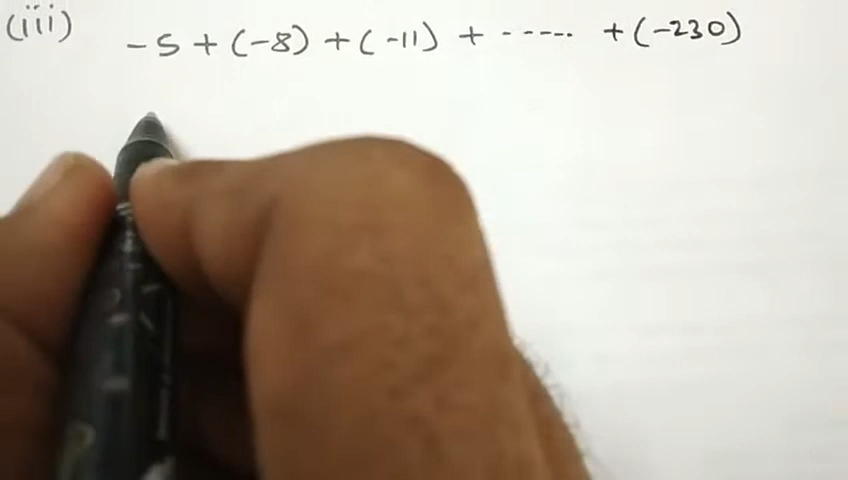 (iii) -5 + (-8) + (-11) + ----- + (-230)